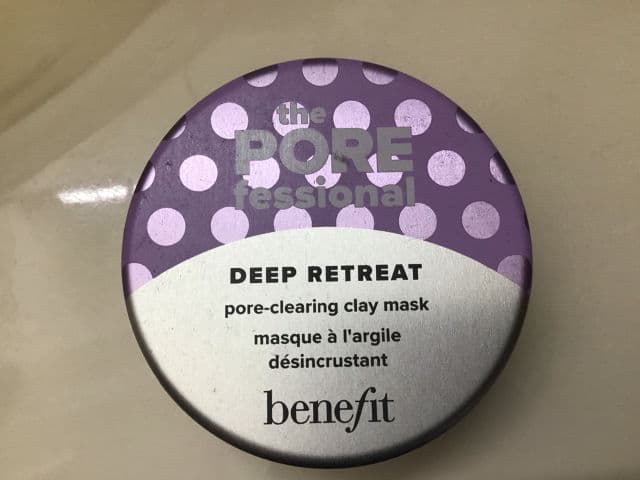 the
PORE
fessional
DEEP RETREAT
pore-clearing clay mask
masque à l'argile
désincrustant
benefit